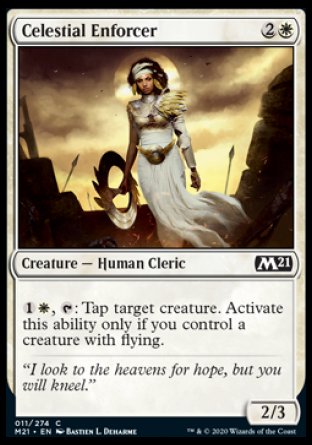 Celestial Enforcer 2
Creature — Human Cleric
M21
1 , : Tap target creature. Activate
this ability only if you control a
creature with flying.
“I look to the heavens for hope, but you
will kneel.”
2/3
011/274 C
M21 • EN Bastien L. Deharme
™ & © 2020 Wizards of the Coast